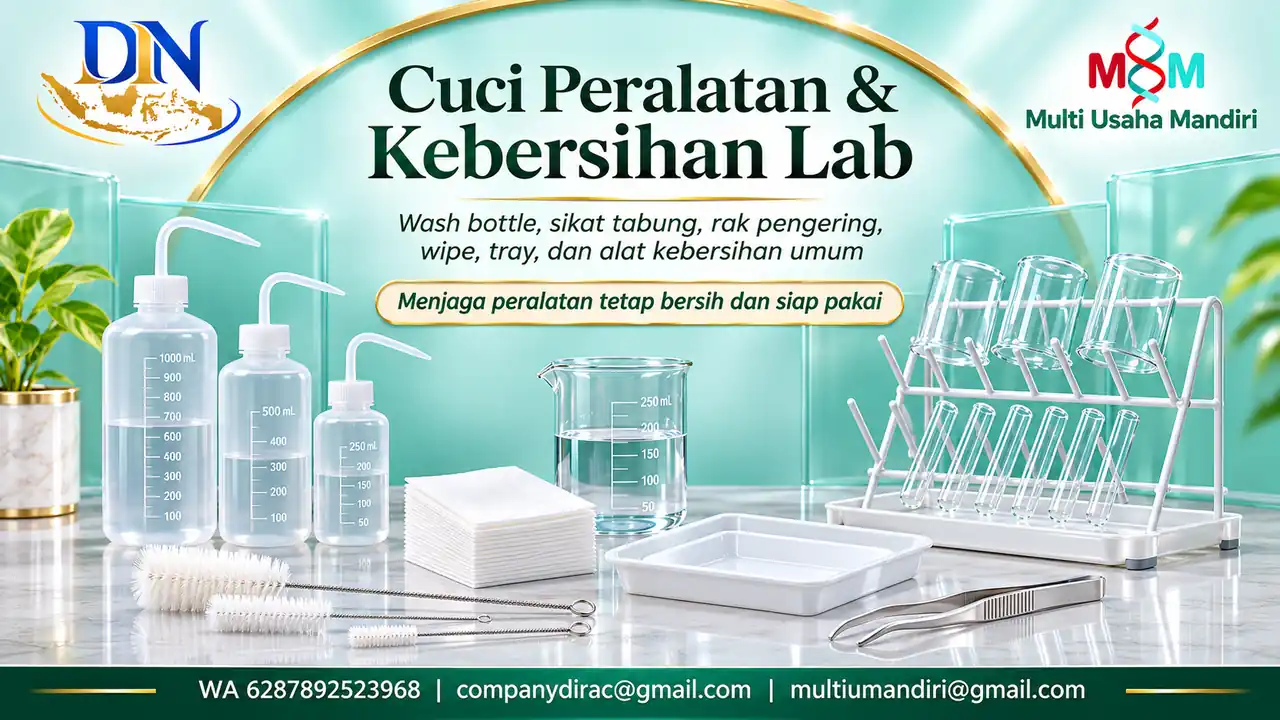 DN
Cuci Peralatan &
Kebersihan Lab
M M
Multi Usaha Mandiri
Wash bottle, sikat tabung, rak pengering,
wipe, tray, dan alat kebersihan umum
Menjaga peralatan tetap bersih dan siap pakai
1000 mL
900
800
700
600
500
400
300
200
100
500 mL
400
300
200
100
250 mL
200
150
100
50
250 mL
200
150
100
50
WA 6287892523968 | companydirac@gmail.com | multiumandiri@gmail.com